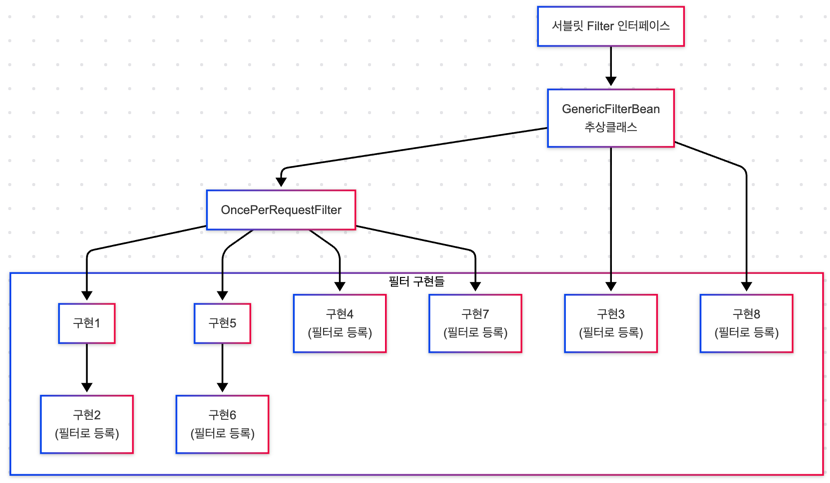 서블릿 Filter 인터페이스
GenericFilterBean
추상클래스
OncePerRequestFilter
필터 구현들
구현1
구현5
구현4
(필터로 등록)
구현7
(필터로 등록)
구현3
(필터로 등록)
구현8
(필터로 등록)
구현2
(필터로 등록)
구현6
(필터로 등록)